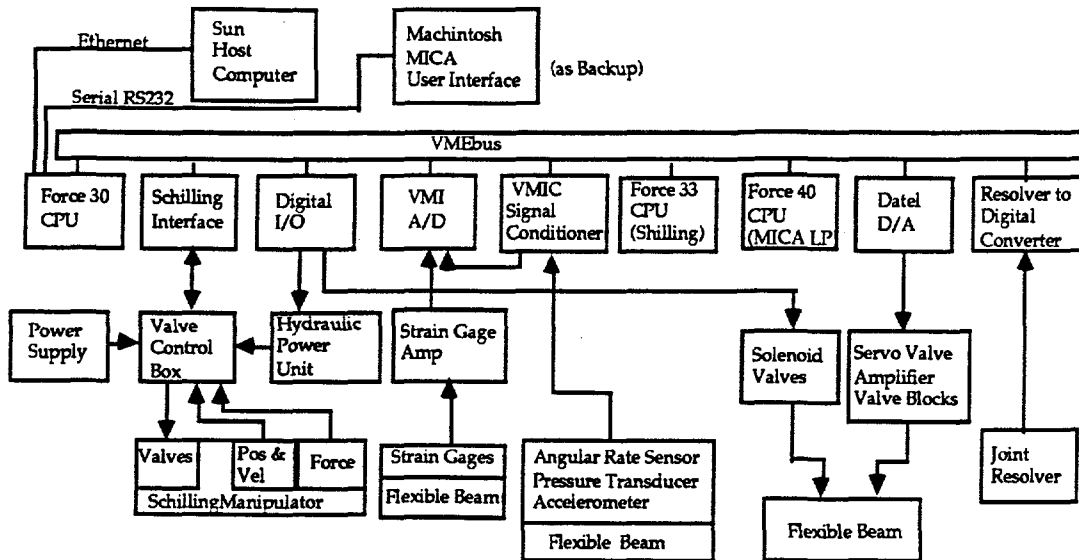 Ethernet
Sun
Host
Computer
Machintosh
MICA
User Interface
(as Backup)
Serial RS232
VMEbus
Force 30
CPU
Schilling
Interface
Digital
I/O
VMI
A/D
VMIC
Signal
Conditioner
Force 33
CPU
(Shilling)
Force 40
CPU
(MICA LP
Datel
D/A
Resolver to
Digital
Converter
Power
Supply
Valve
Control
Box
Hydraulic
Power
Unit
Strain Gage
Amp
Solenoid
Valves
Servo Valve
Amplifier
Valve Blocks
Valves
Pos &
Vel
Force
SchillingManipulator
Strain Gages
Flexible Beam
Angular Rate Sensor
Pressure Transducer
Accelerometer
Flexible Beam
Flexible Beam
Joint
Resolver